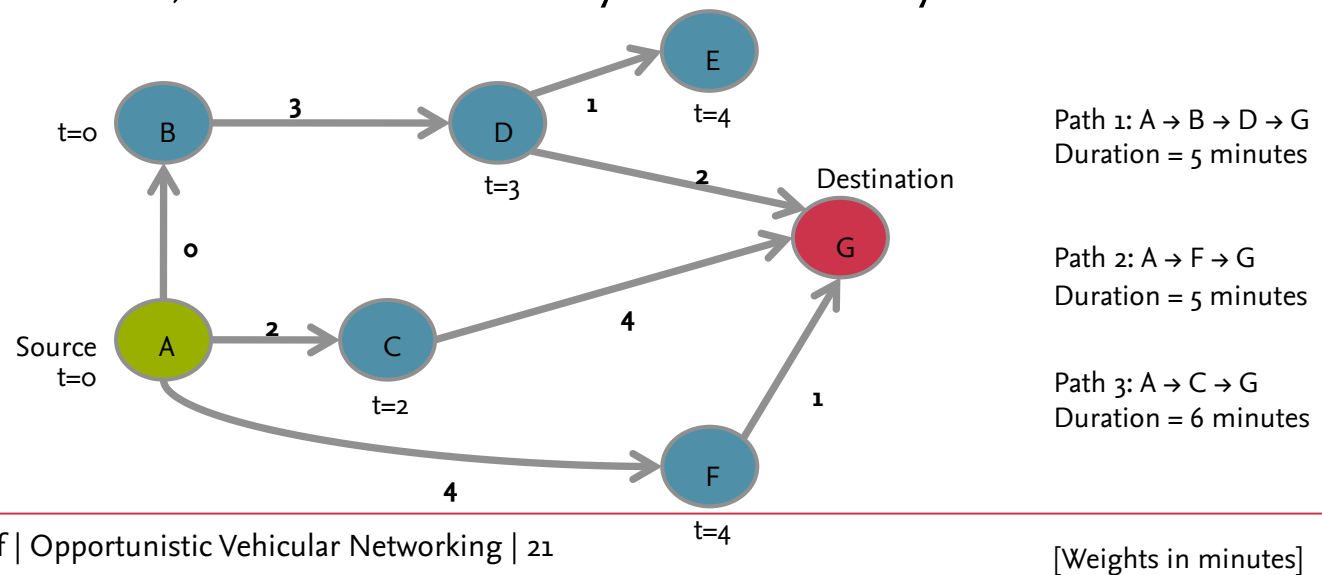 E
t=4
3
1
B
t=0
D
t=3
Path 1: A → B → D → G
Duration = 5 minutes
2
Destination
G
0
Path 2: A → F → G
Duration = 5 minutes
4
2
Source
t=0
A
C
t=2
Path 3: A → C → G
Duration = 6 minutes
1
F
4
t=4
f | Opportunistic Vehicular Networking | 21
[Weights in minutes]